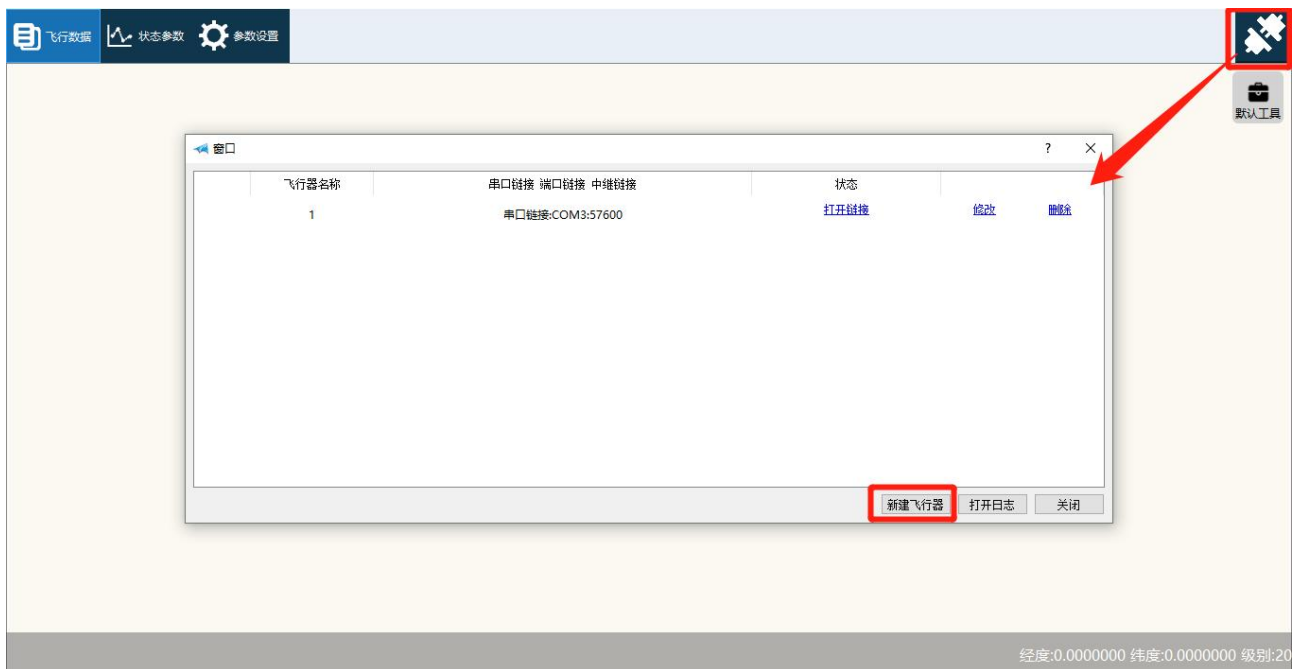 飞行数据 状态参数 参数设置
默认工具
窗口 ?
飞行器名称 串口链接 端口链接 中继链接 状态
1 串口链接:COM3:57600 打开链接 修改 删除
新建飞行器 打开日志 关闭
经度:0.0000000 纬度:0.0000000 级别:20